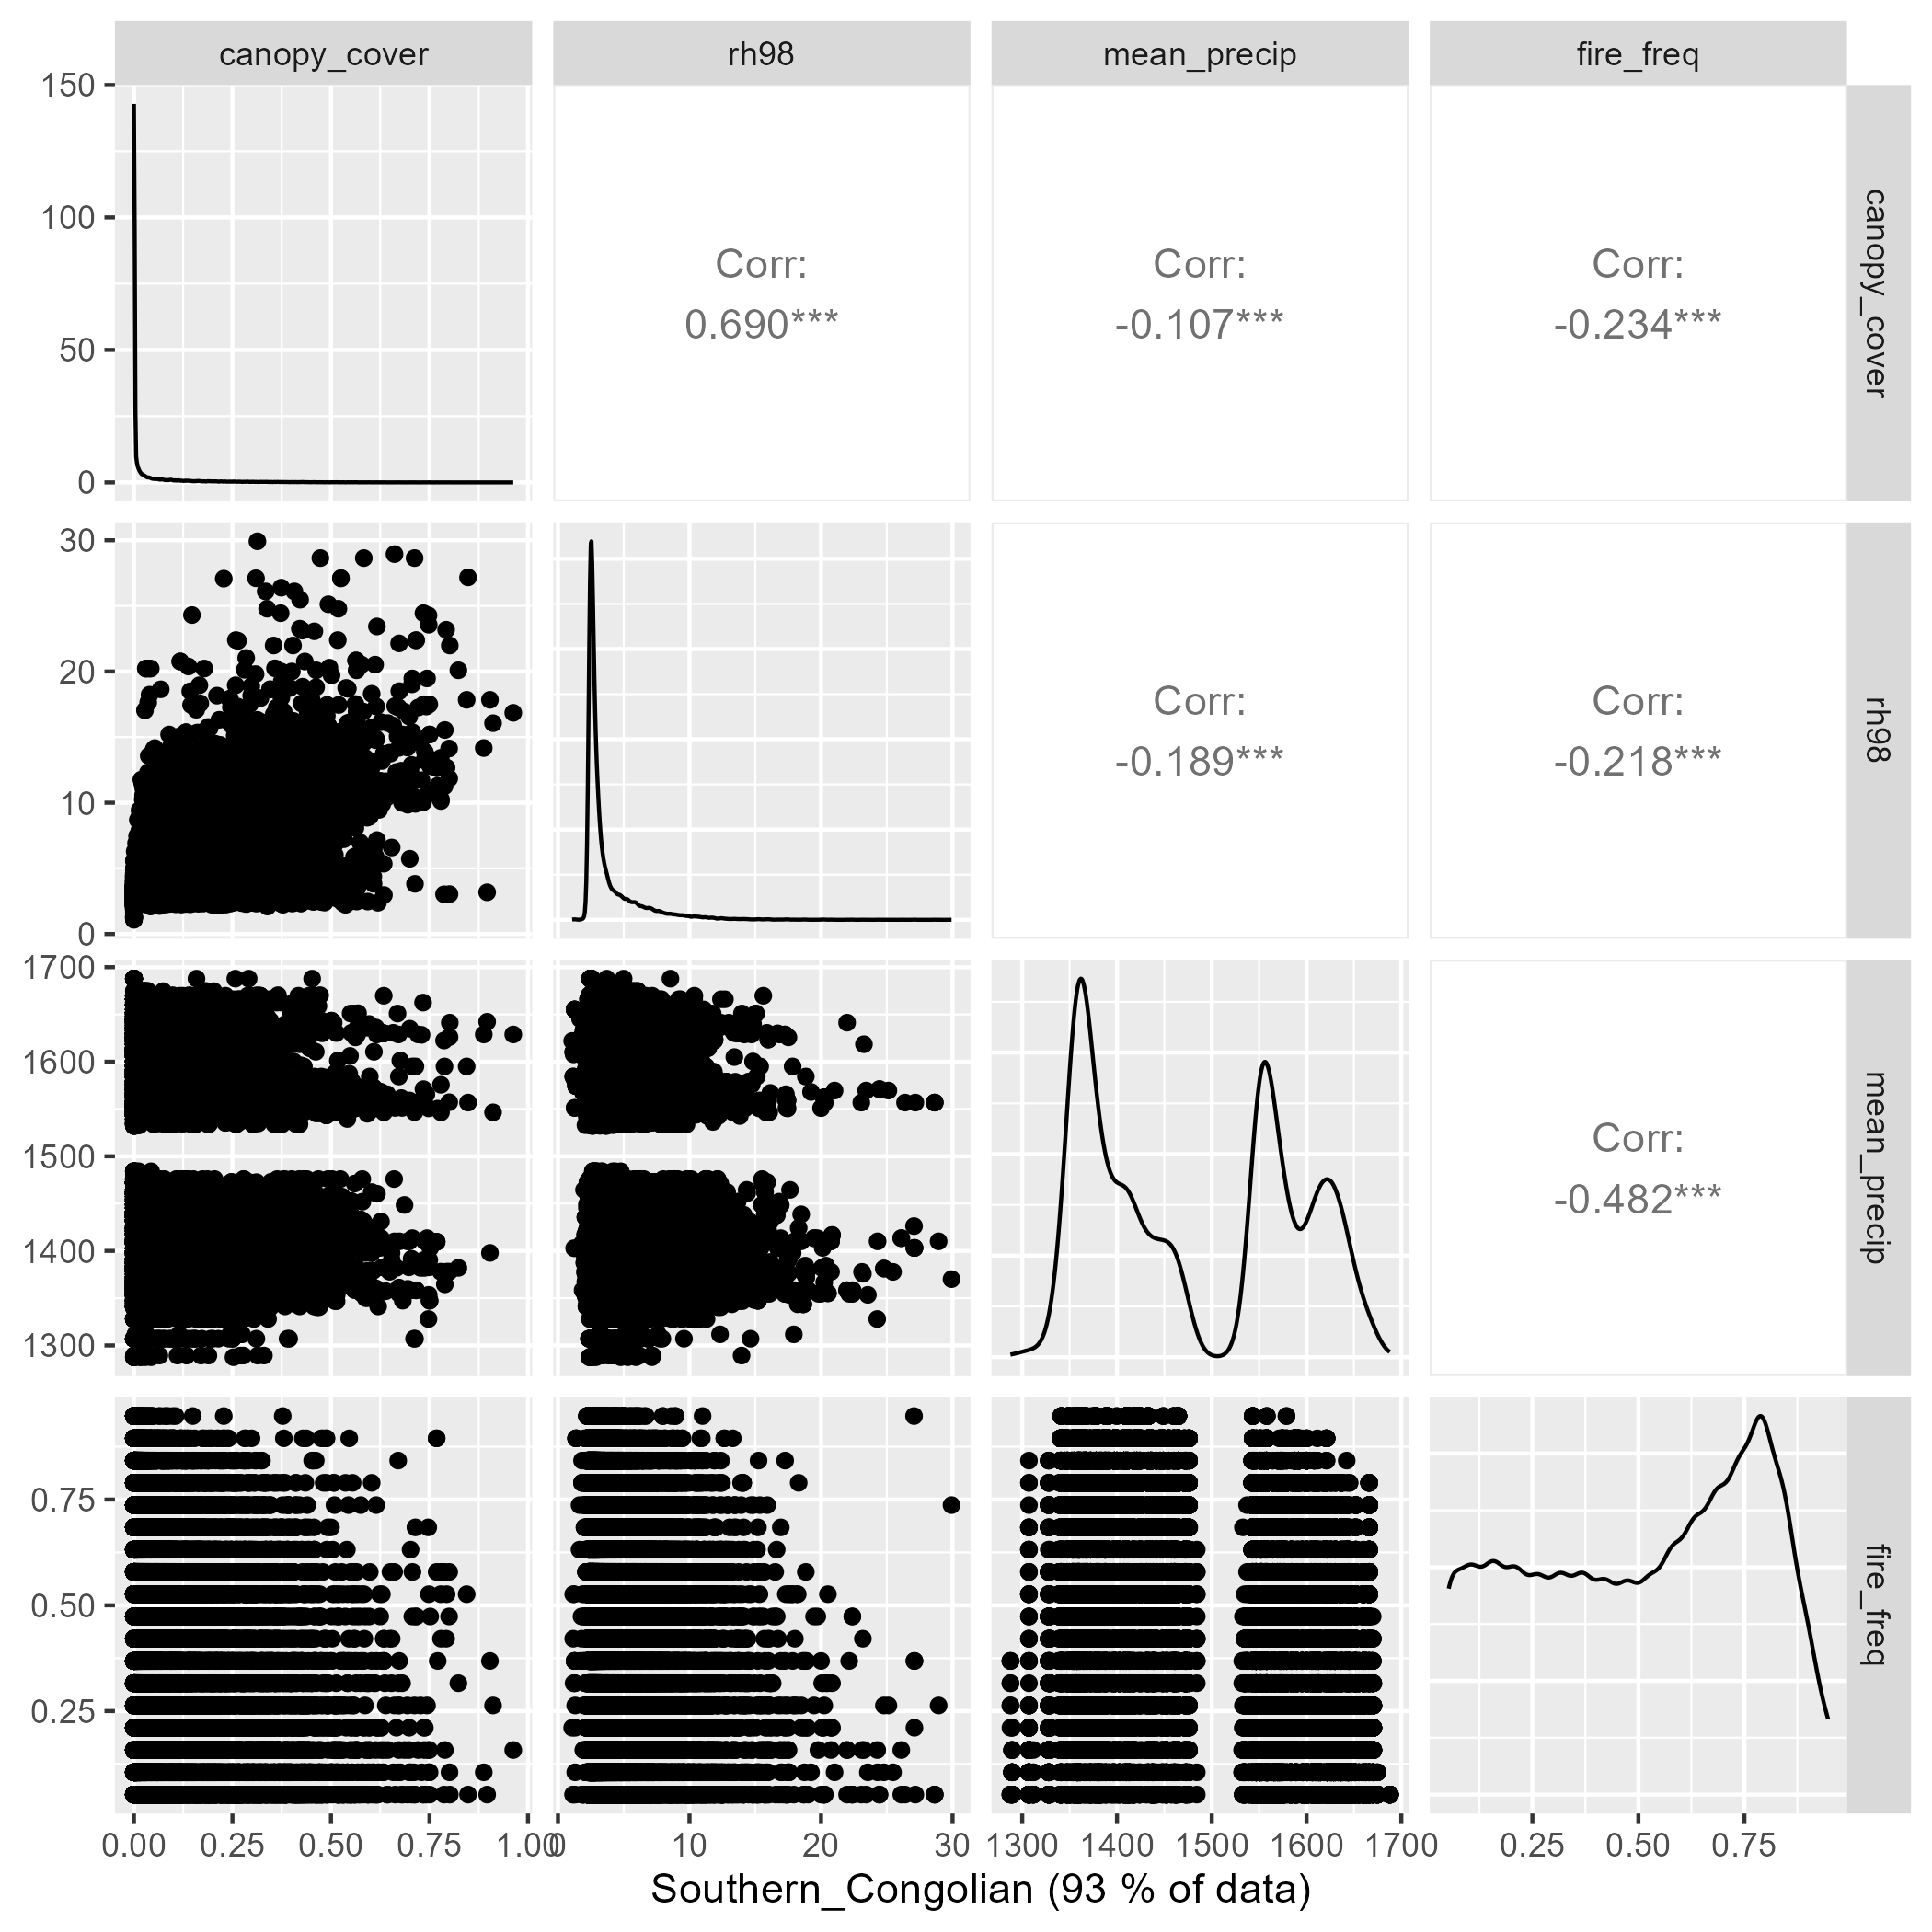 canopy_cover
rh98
mean_precip
fire_freq
150
100
50
0
Corr:
0.690***
Corr:
-0.107***
Corr:
-0.234***
canopy_cover
30
20
10
0
Corr:
-0.189***
Corr:
-0.218***
rh98
1700
1600
1500
1400
1300
Corr:
-0.482***
mean_precip
0.75
0.50
0.25
fire_freq
0.00 0.25 0.50 0.75 1.00
0 10 20 30
1300 1400 1500 1600 1700
0.25 0.50 0.75
Southern_Congolian (93 % of data)